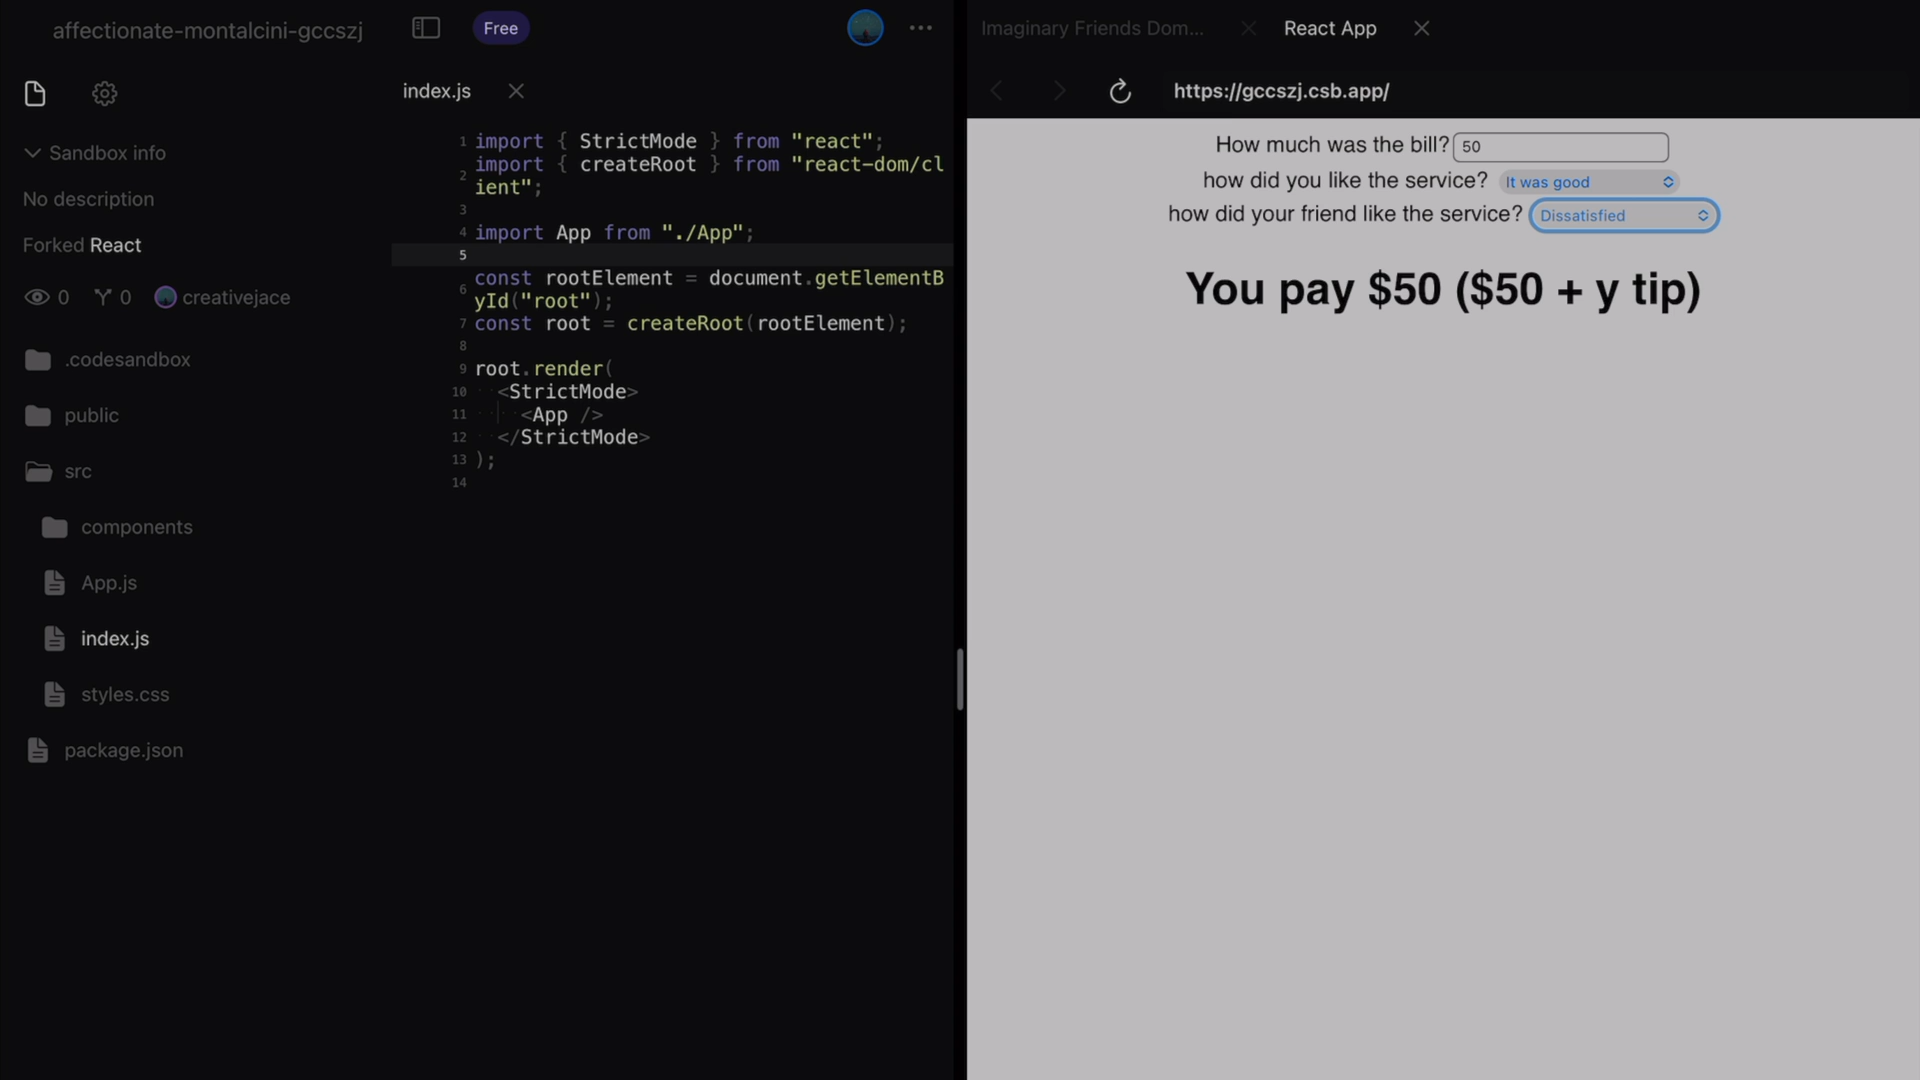 affectionate-montalcini-gccszj
Free
Sandbox info
No description
Forked React
0 0 creativejace
.codesandbox
public
src
components
App.js
index.js
styles.css
package.json
index.js
1 import { StrictMode } from "react";
2 import { createRoot } from "react-dom/cl
ient";
3
4 import App from "./App";
5
6 const rootElement = document.getElementB
yId("root");
7 const root = createRoot(rootElement);
8
9 root.render(
10 <StrictMode>
11 <App />
12 </StrictMode>
13 );
14
Imaginary Friends Dom...
React App
https://gccszj.csb.app/
How much was the bill? 50
how did you like the service? It was good
how did your friend like the service? Dissatisfied
You pay $50 ($50 + y tip)